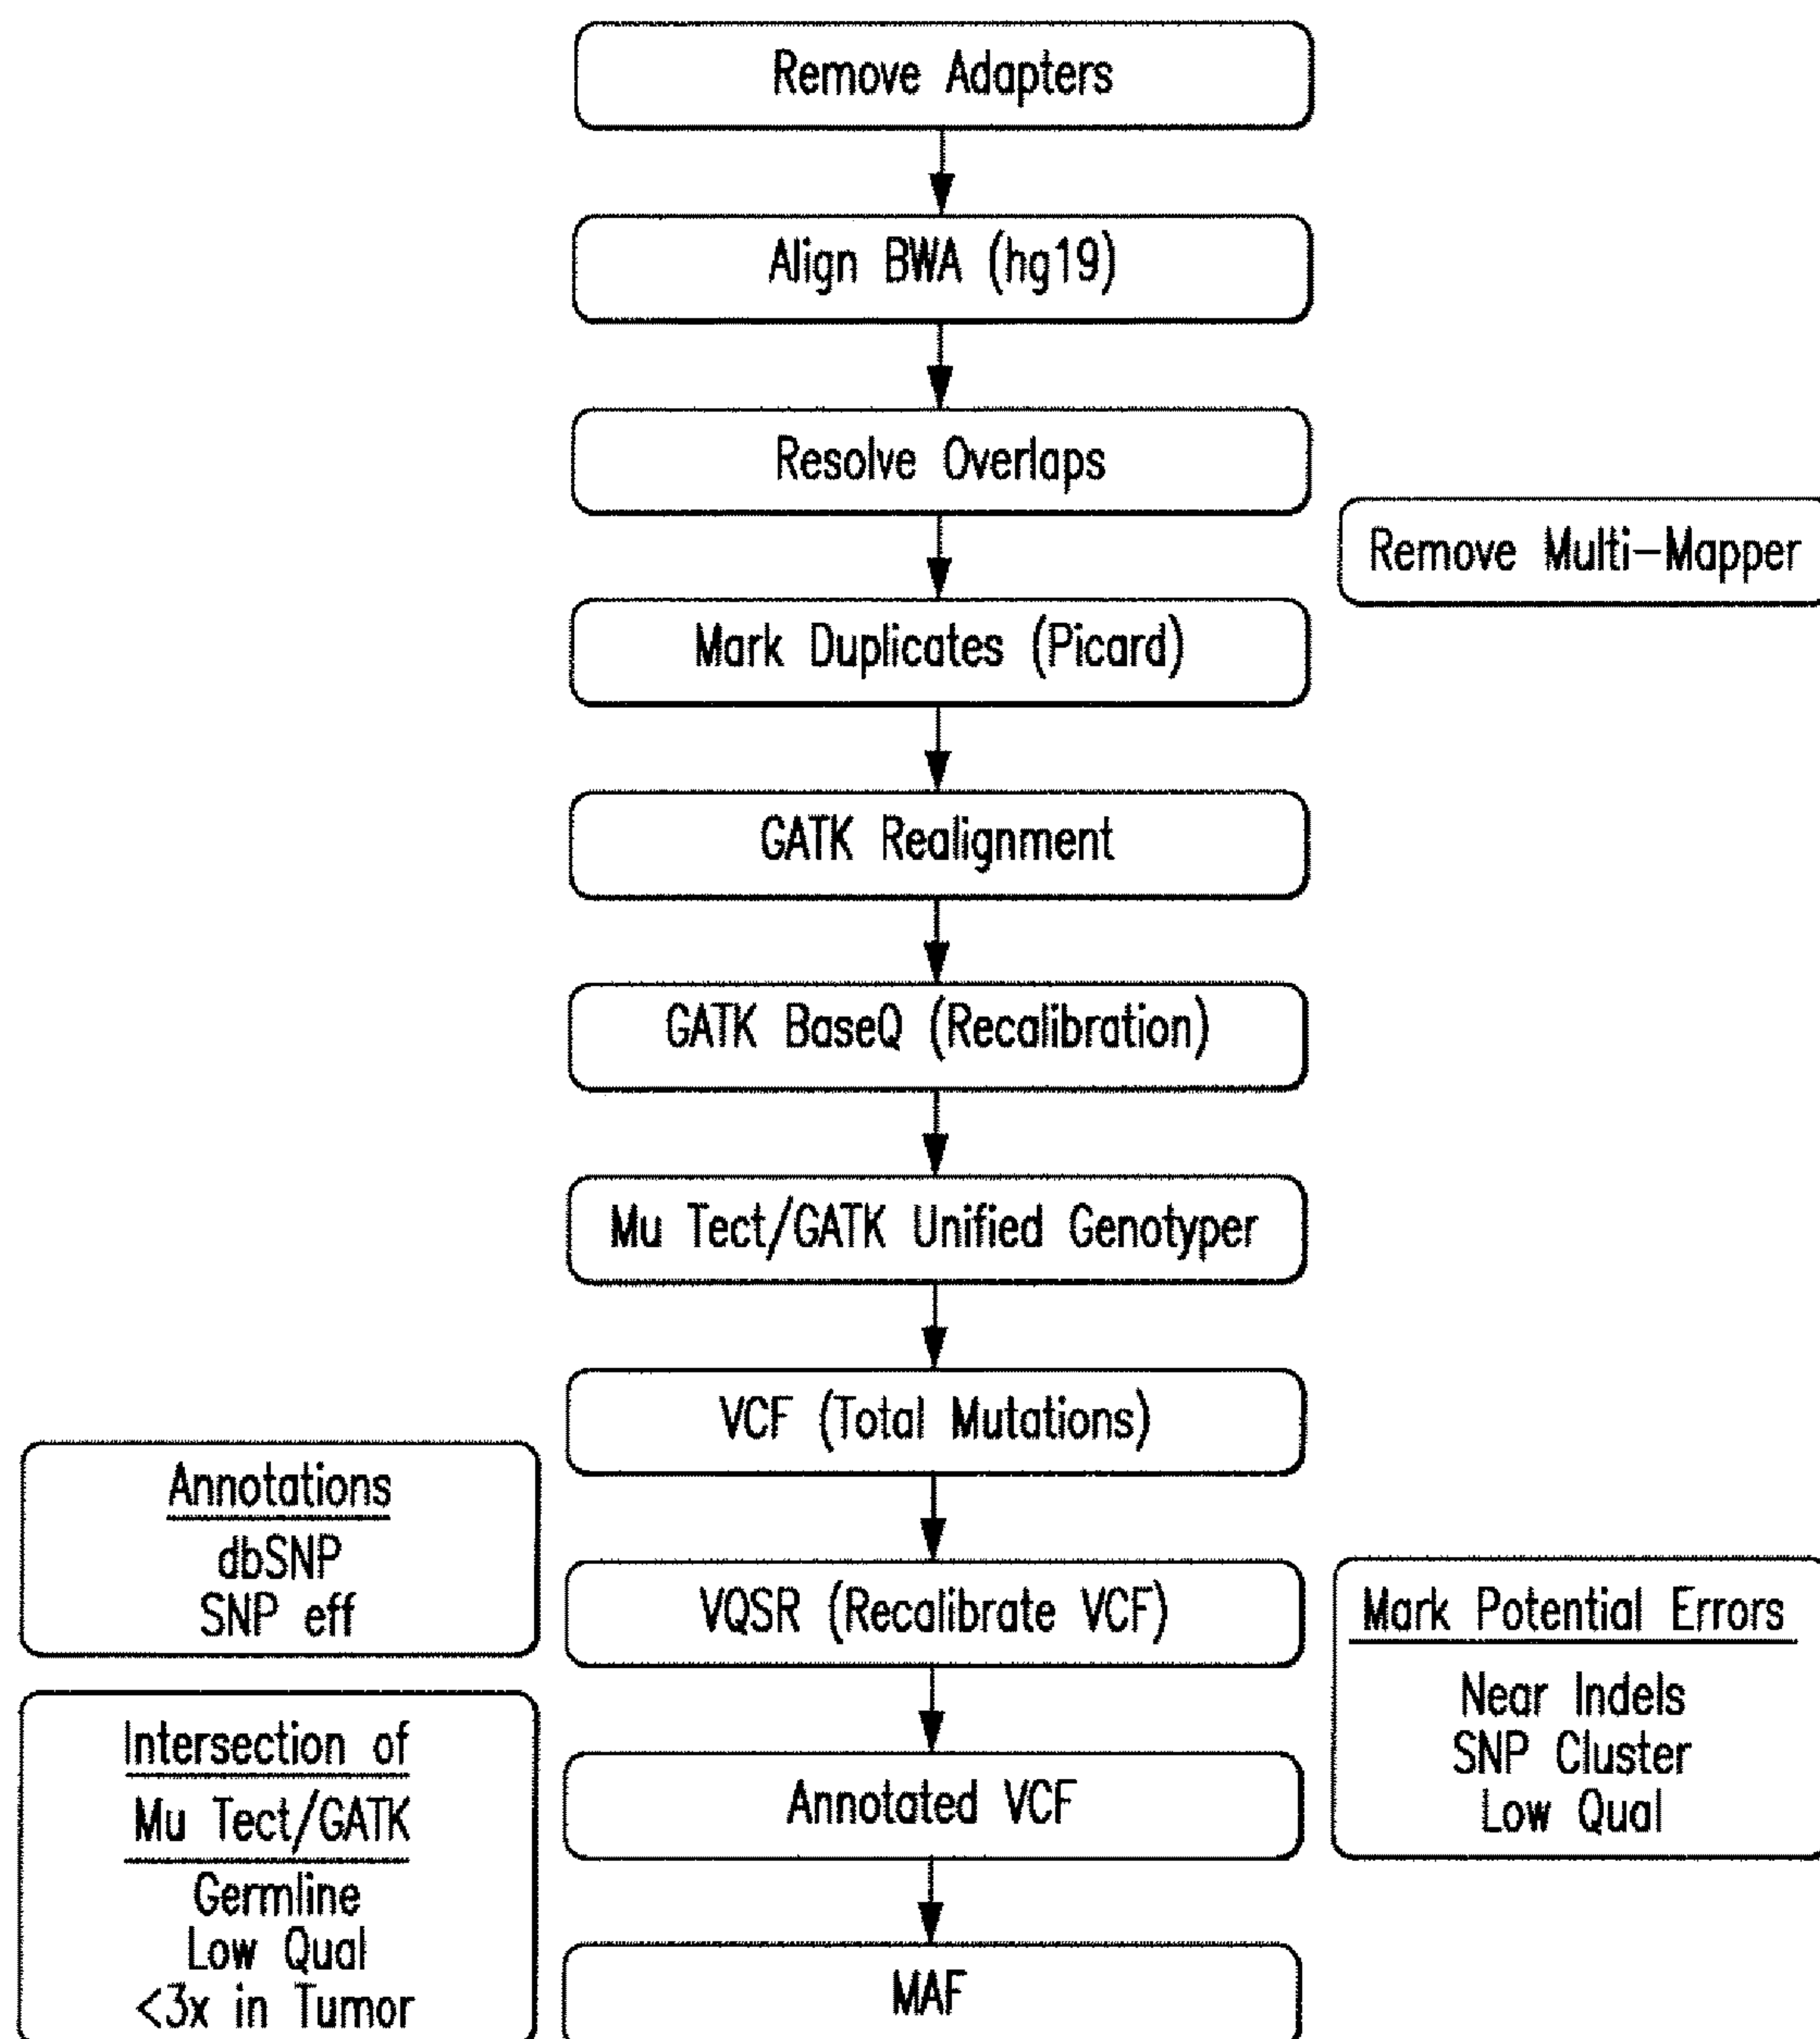 Remove Adapters
Align BWA (hg19)
Resolve Overlaps
Remove Multi-Mapper
Mark Duplicates (Picard)
GATK Realignment
GATK BaseQ (Recalibration)
Mu Tect/GATK Unified Genotyper
VCF (Total Mutations)
Annotations
dbSNP
SNP eff
VQSR (Recalibrate VCF)
Mark Potential Errors
Near Indels
SNP Cluster
Low Qual
Intersection of
Mu Tect/GATK
Germline
Low Qual
<3x in Tumor
Annotated VCF
MAF